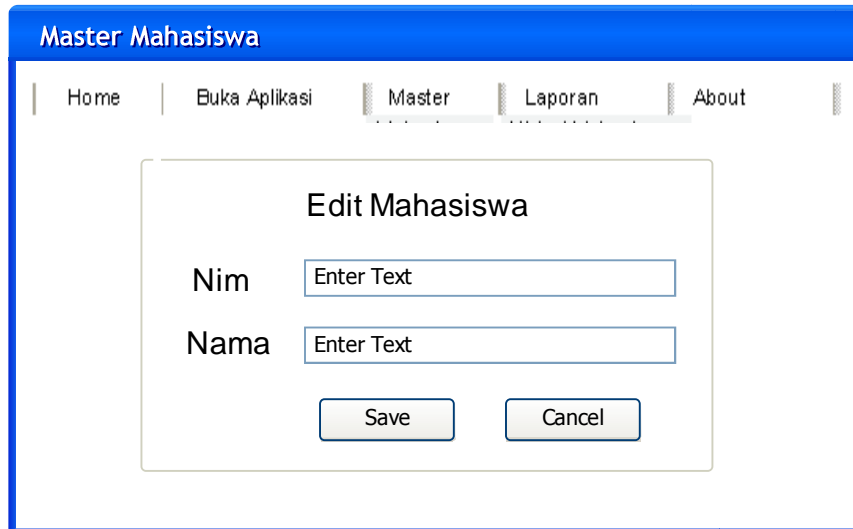 Master Mahasiswa
Home Buka Aplikasi Master Laporan About
Edit Mahasiswa
Nim Enter Text
Nama Enter Text
Save Cancel